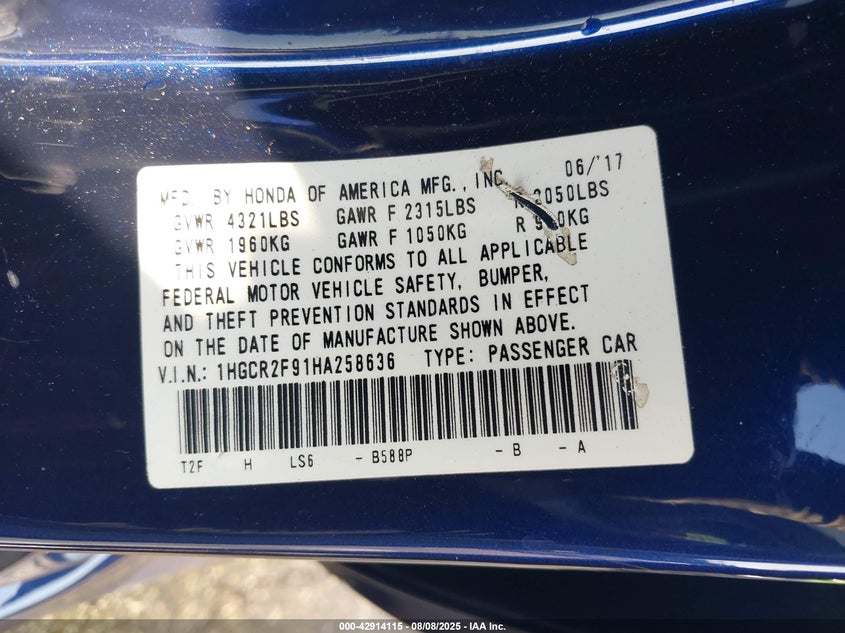 MFD. BY HONDA OF AMERICA MFG., INC. 06/'17
GVWR 4321LBS GAWR F 2315LBS R 2050LBS
GVWR 1960KG GAWR F 1050KG R
THIS VEHICLE CONFORMS TO ALL APPLICABLE
FEDERAL MOTOR VEHICLE SAFETY, BUMPER,
AND THEFT PREVENTION STANDARDS IN EFFECT
ON THE DATE OF MANUFACTURE SHOWN ABOVE.
V.I.N.: 1HGCR2F91HA258636 TYPE: PASSENGER CAR
T2F H LS6 - B588P - B - A
000-42914115 - 08/08/2025 - IAA Inc.